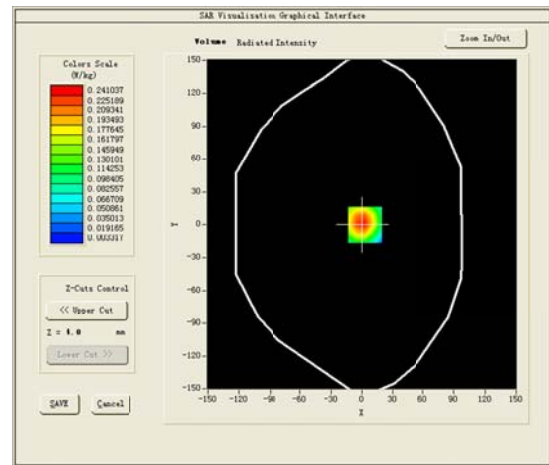 SAR Visualisation Graphical Interface
Volume Radiated Intensity
Zoom In/Out
Colors Scale
(W/kg)
0.241037
0.225189
0.209341
0.193493
0.177645
0.161797
0.145949
0.130101
0.114253
0.098405
0.082557
0.066709
0.050861
0.035013
0.019165
0.003317
Z-Cuts Control
<< Upper Cut
Z = 4.0 mm
Lower Cut >>
SAVE Cancel
150
120
90
60
30
0
-30
-60
-90
-120
-150
Y
-150 -120 -90 -60 -30 0 30 60 90 120 150
X